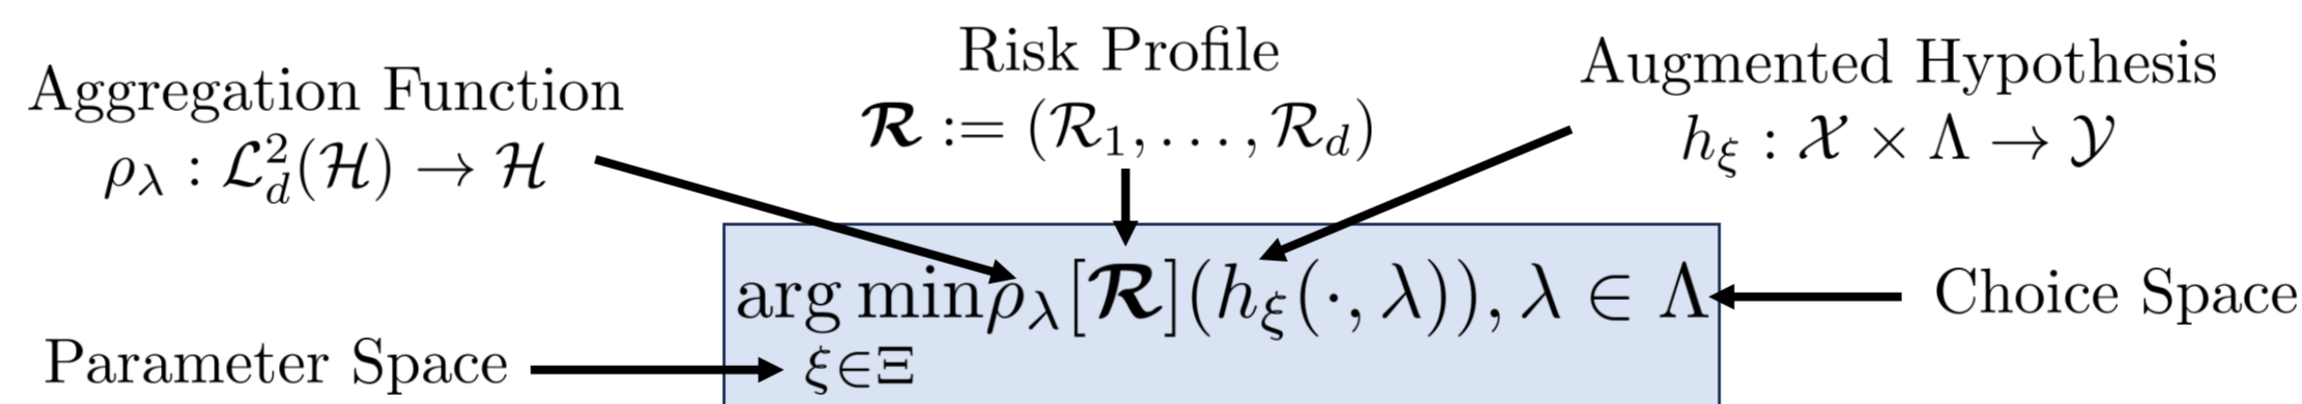 Aggregation Function
ρ_λ : 𝓛²_d(𝓗) → 𝓗
Risk Profile
𝓡 := (𝓡₁, . . . , 𝓡_d)
Augmented Hypothesis
h_ξ : 𝒳 × Λ → 𝒴
arg min ρ_λ[𝓡](h_ξ(·, λ)), λ ∈ Λ
ξ∈Ξ
Choice Space
Parameter Space